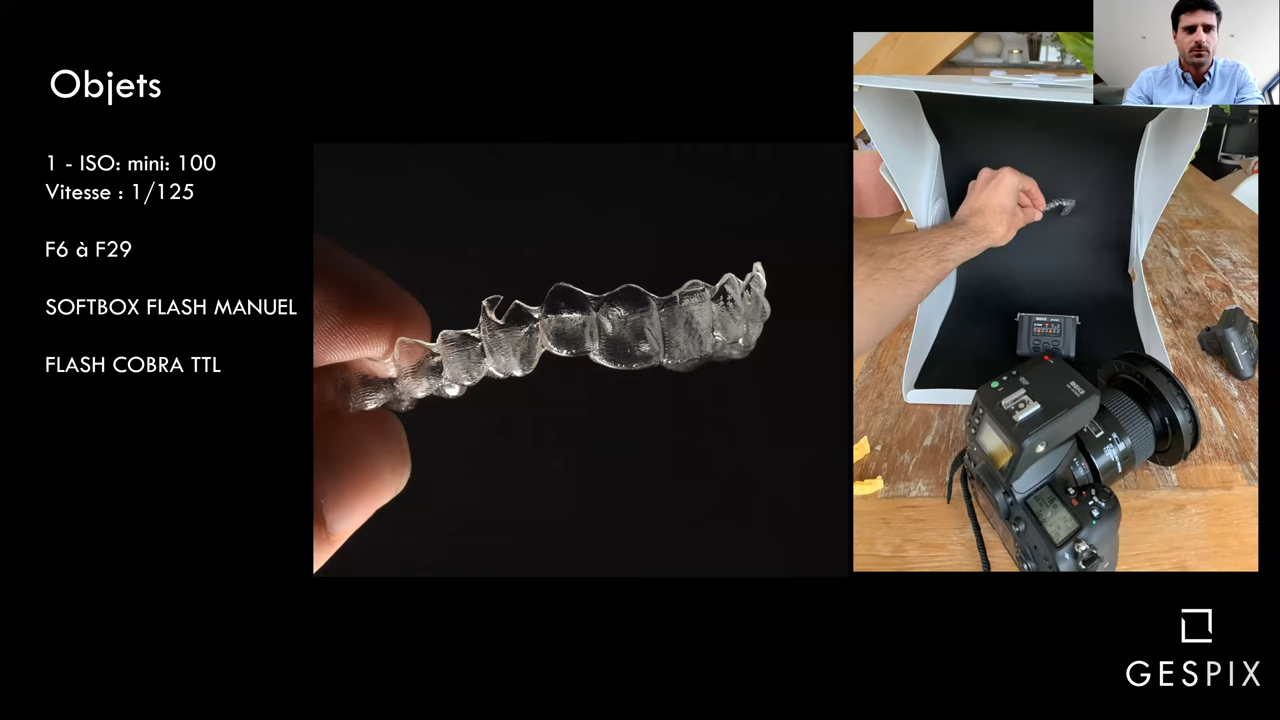 Objets
1 - ISO: mini: 100
Vitesse : 1/125
F6 à F29
SOFTBOX FLASH MANUEL
FLASH COBRA TTL
GESPIX